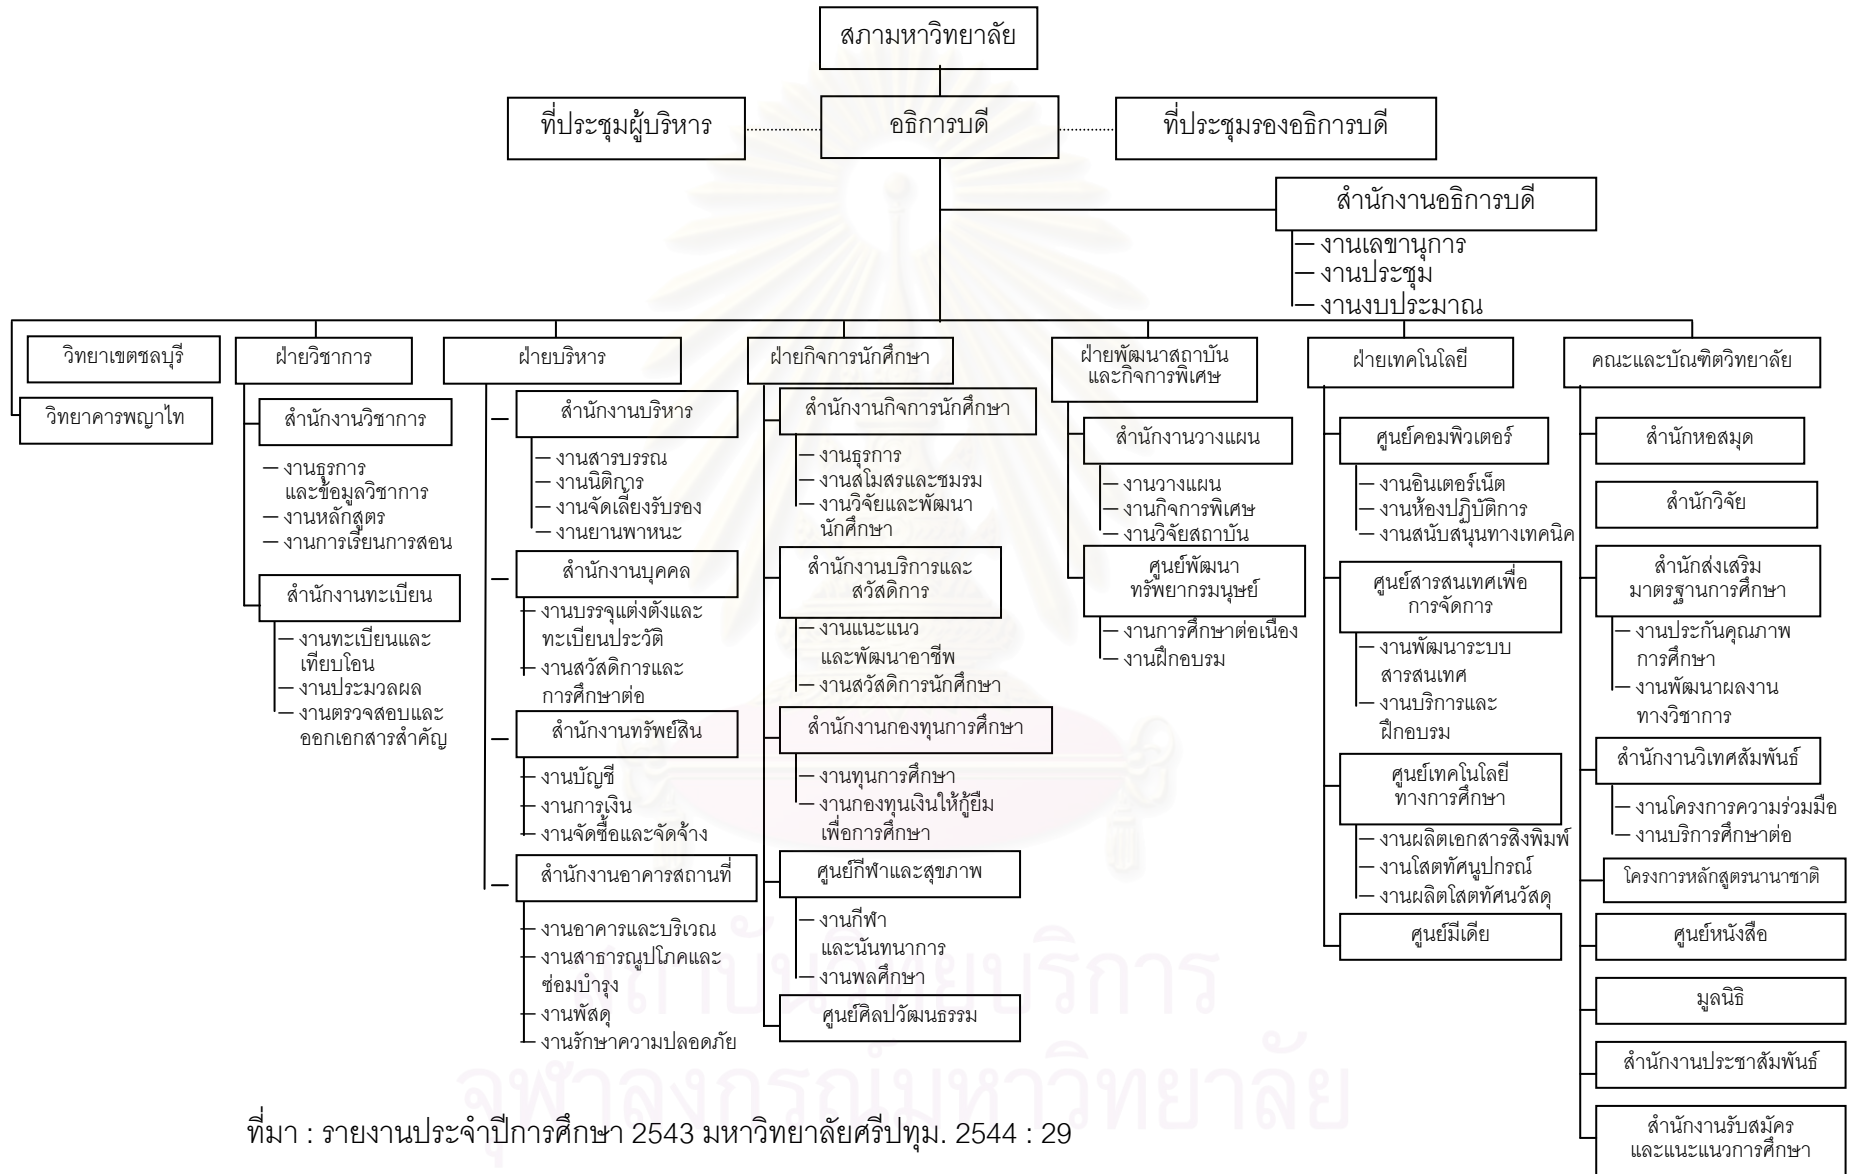 สภามหาวิทยาลัย
ที่ประชุมผู้บริหาร
อธิการบดี
ที่ประชุมรองอธิการบดี
สำนักงานอธิการบดี
– งานเลขานุการ
– งานประชุม
– งานงบประมาณ
วิทยาเขตชลบุรี
วิทยาคารพญาไท
ฝ่ายวิชาการ
สำนักงานวิชาการ
– งานธุรการ
และข้อมูลวิชาการ
– งานหลักสูตร
– งานการเรียนการสอน
สำนักงานทะเบียน
– งานทะเบียนและ
เทียบโอน
– งานประมวลผล
– งานตรวจสอบและ
ออกเอกสารสำคัญ
ฝ่ายบริหาร
สำนักงานบริหาร
– งานสารบรรณ
– งานนิติการ
– งานจัดเลี้ยงรับรอง
– งานยานพาหนะ
สำนักงานบุคคล
– งานบรรจุแต่งตั้งและ
ทะเบียนประวัติ
– งานสวัสดิการและ
การศึกษาต่อ
สำนักงานทรัพย์สิน
– งานบัญชี
– งานการเงิน
– งานจัดซื้อและจัดจ้าง
สำนักงานอาคารสถานที่
– งานอาคารและบริเวณ
– งานสาธารณูปโภคและ
ซ่อมบำรุง
– งานพัสดุ
– งานรักษาความปลอดภัย
ฝ่ายกิจการนักศึกษา
สำนักงานกิจการนักศึกษา
– งานธุรการ
– งานสโมสรและชมรม
– งานวิจัยและพัฒนา
นักศึกษา
สำนักงานบริการและ
สวัสดิการ
– งานแนะแนว
และพัฒนาอาชีพ
– งานสวัสดิการนักศึกษา
สำนักงานกองทุนการศึกษา
– งานทุนการศึกษา
– งานกองทุนเงินให้กู้ยืม
เพื่อการศึกษา
ศูนย์กีฬาและสุขภาพ
– งานกีฬา
และนันทนาการ
– งานพลศึกษา
ศูนย์ศิลปวัฒนธรรม
ฝ่ายพัฒนาสถาบัน
และกิจการพิเศษ
สำนักงานวางแผน
– งานวางแผน
– งานกิจการพิเศษ
– งานวิจัยสถาบัน
ศูนย์พัฒนา
ทรัพยากรมนุษย์
– งานการศึกษาต่อเนื่อง
– งานฝึกอบรม
ฝ่ายเทคโนโลยี
ศูนย์คอมพิวเตอร์
– งานอินเตอร์เน็ต
– งานห้องปฏิบัติการ
– งานสนับสนุนทางเทคนิค
ศูนย์สารสนเทศเพื่อ
การจัดการ
– งานพัฒนาระบบ
สารสนเทศ
– งานบริการและ
ฝึกอบรม
ศูนย์เทคโนโลยี
ทางการศึกษา
– งานผลิตเอกสารสิ่งพิมพ์
– งานโสตทัศนูปกรณ์
– งานผลิตโสตทัศนวัสดุ
ศูนย์มีเดีย
คณะและบัณฑิตวิทยาลัย
สำนักหอสมุด
สำนักวิจัย
สำนักส่งเสริม
มาตรฐานการศึกษา
– งานประกันคุณภาพ
การศึกษา
– งานพัฒนาผลงาน
ทางวิชาการ
สำนักงานวิเทศสัมพันธ์
– งานโครงการความร่วมมือ
– งานบริการศึกษาต่อ
โครงการหลักสูตรนานาชาติ
ศูนย์หนังสือ
มูลนิธิ
สำนักงานประชาสัมพันธ์
สำนักงานรับสมัคร
และแนะแนวการศึกษา
สถาบันวิทยบริการ
จุฬาลงกรณ์มหาวิทยาลัย
ที่มา : รายงานประจำปีการศึกษา 2543 มหาวิทยาลัยศรีปทุม. 2544 : 29